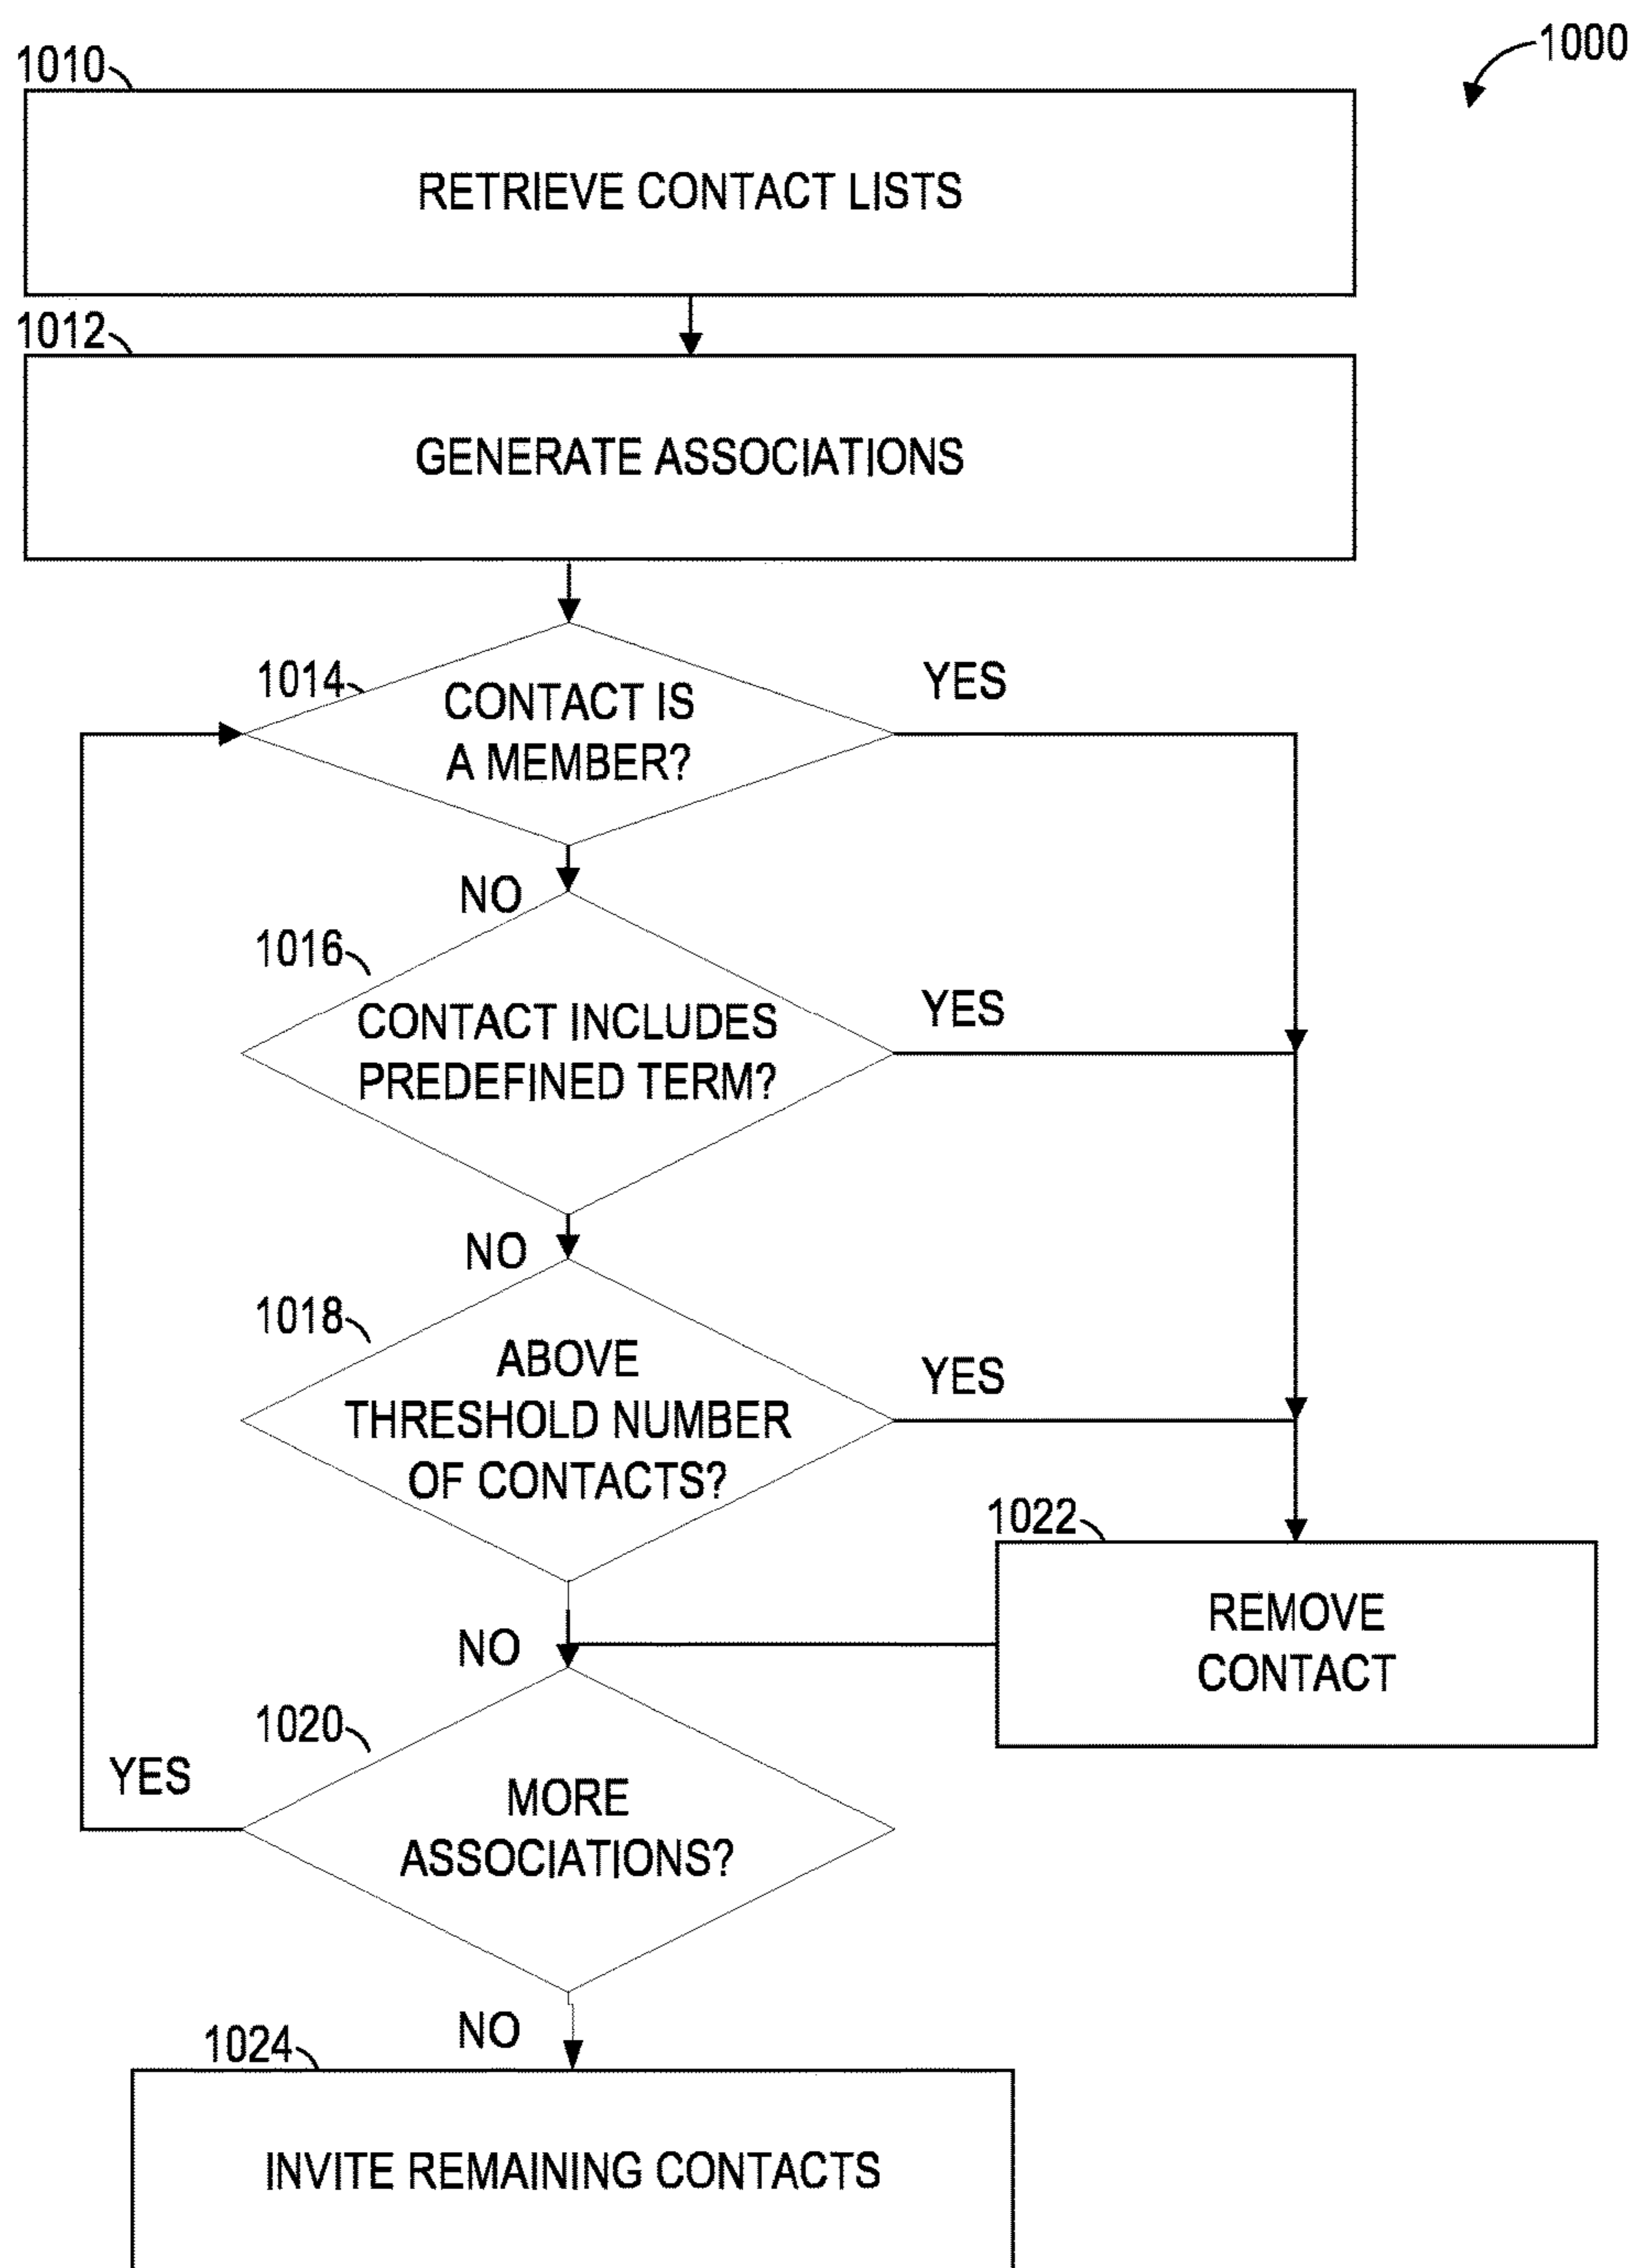 1000
1010
RETRIEVE CONTACT LISTS
1012
GENERATE ASSOCIATIONS
1014
CONTACT IS
A MEMBER?
YES
NO
1016
CONTACT INCLUDES
PREDEFINED TERM?
YES
NO
1018
ABOVE
THRESHOLD NUMBER
OF CONTACTS?
YES
1022
REMOVE
CONTACT
NO
1020
MORE
ASSOCIATIONS?
YES
NO
1024
INVITE REMAINING CONTACTS